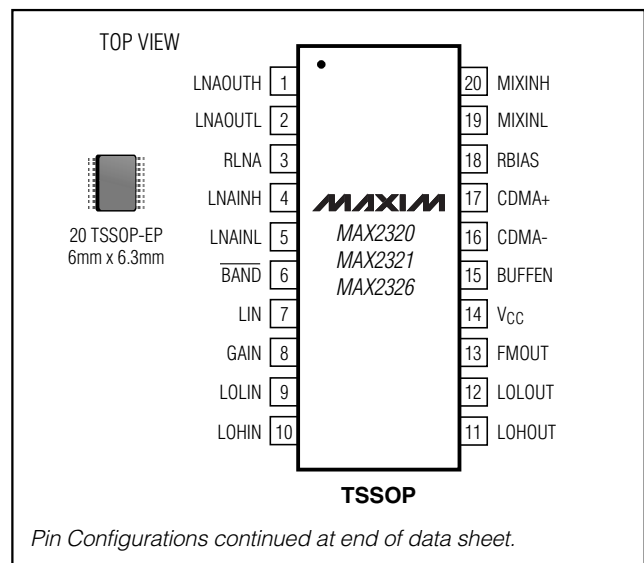 TOP VIEW
LNAOUTH 1
LNAOUTL 2
RLNA 3
LNAINH 4
LNAINL 5
BAND 6
LIN 7
GAIN 8
LOLIN 9
LOHIN 10
20 MIXINH
19 MIXINL
18 RBIAS
17 CDMA+
16 CDMA-
15 BUFFEN
14 VCC
13 FMOUT
12 LOLOUT
11 LOHOUT
MAXIM
MAX2320
MAX2321
MAX2326
20 TSSOP-EP
6mm x 6.3mm
TSSOP
Pin Configurations continued at end of data sheet.